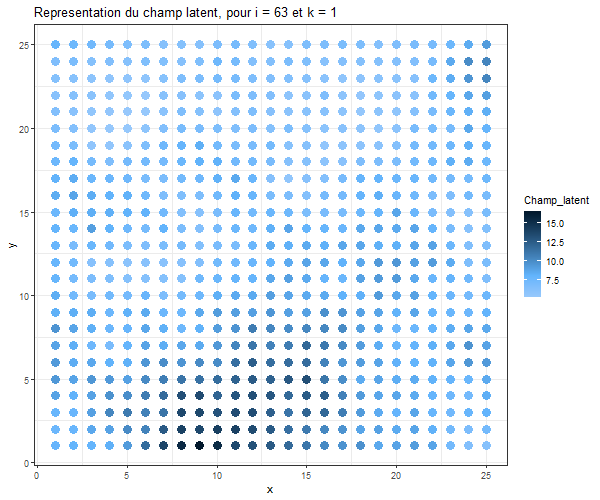 Representation du champ latent, pour i = 63 et k = 1
25
20
15
10
5
0
y
0 5 10 15 20 25
x
Champ_latent
15.0
12.5
10.0
7.5